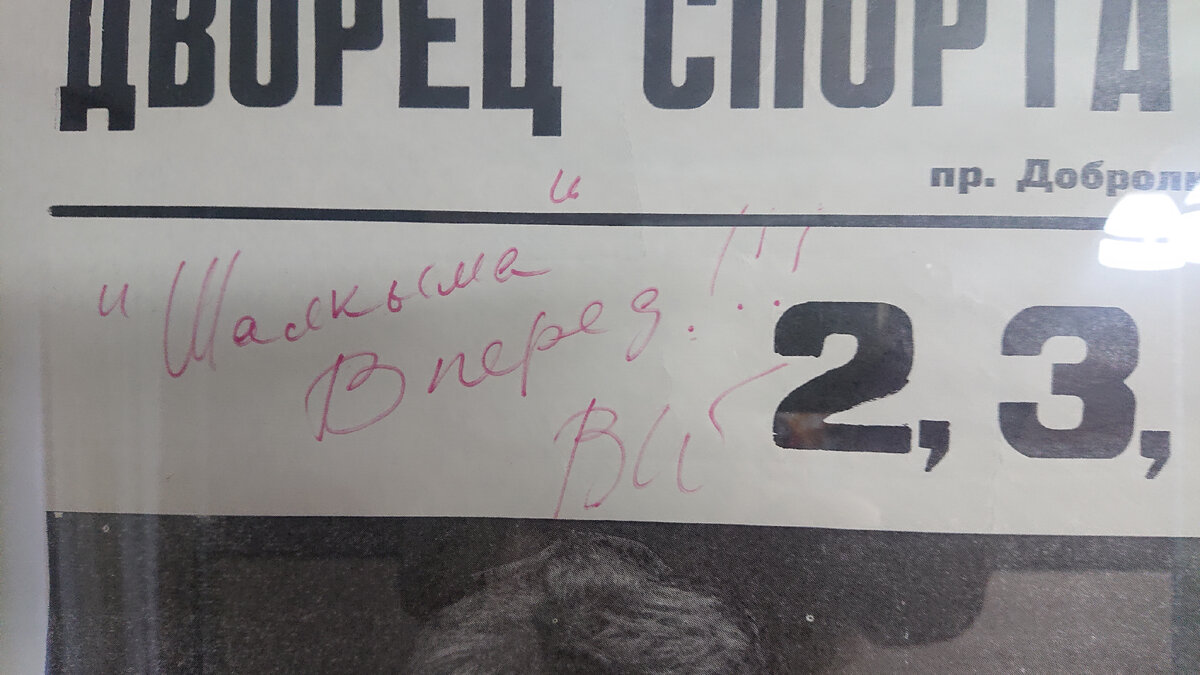 ДВОРЕЦ СПОРТА
пр. Добролю
"Шалкыма"
Вперед!!!
2, 3,